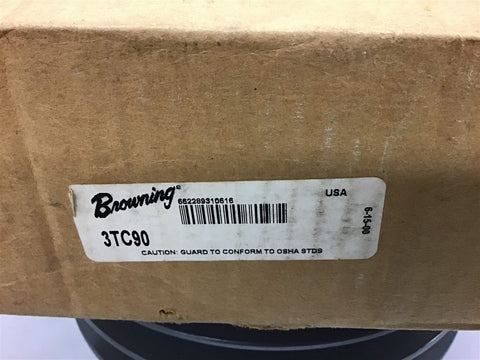 Browning®
662289310616
USA
3TC90
6-15-00
CAUTION: GUARD TO CONFORM TO OSHA STDS